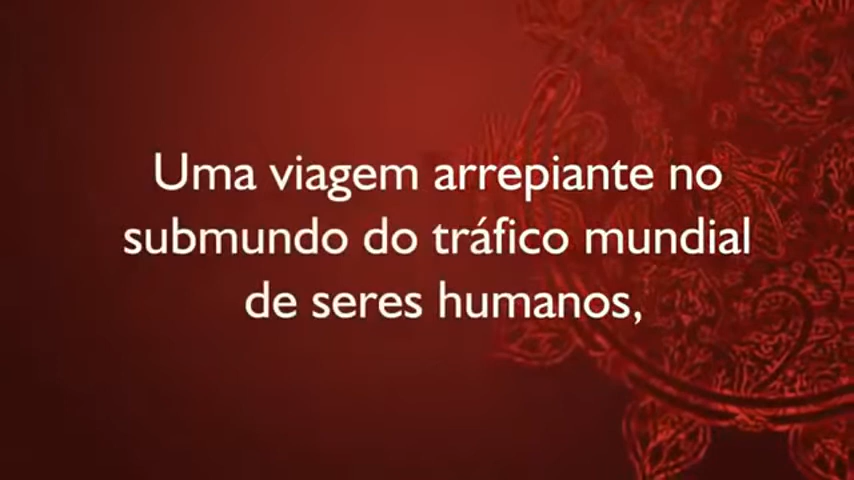 Uma viagem arrepiante no
submundo do tráfico mundial
de seres humanos,